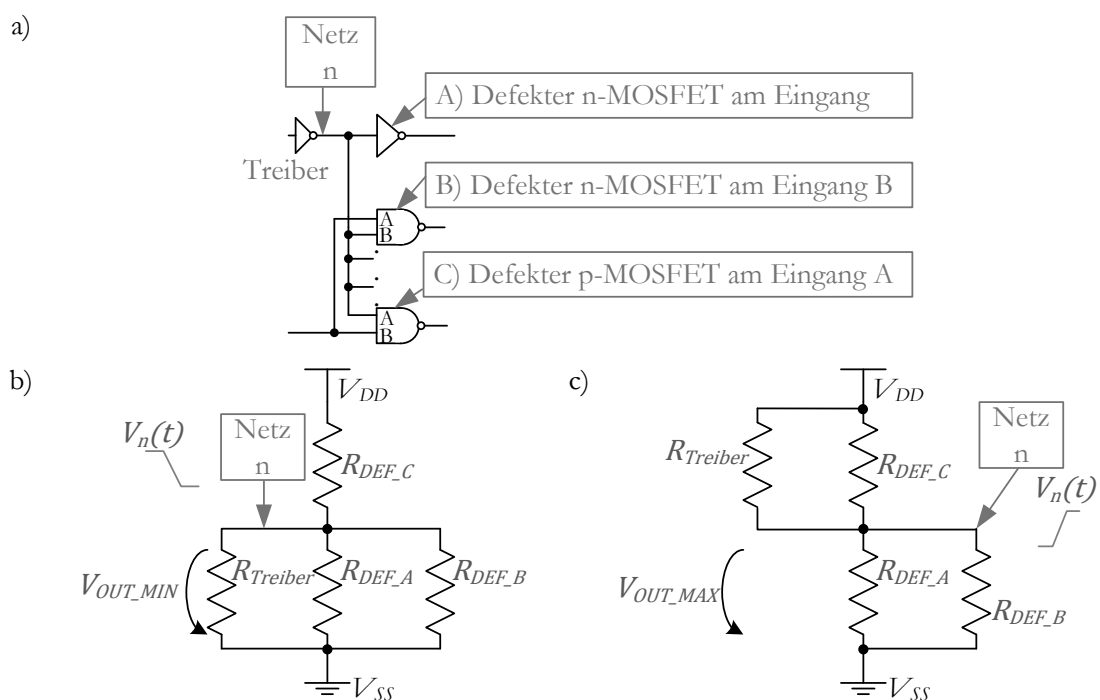 a)
Netz
n
A) Defekter n-MOSFET am Eingang
Treiber
B) Defekter n-MOSFET am Eingang B
A
B
C) Defekter p-MOSFET am Eingang A
A
B
b)
V_DD
V_n(t)
Netz
n
R_DEF_C
V_OUT_MIN
R_Treiber
R_DEF_A
R_DEF_B
V_SS
c)
V_DD
R_Treiber
R_DEF_C
Netz
n
V_n(t)
V_OUT_MAX
R_DEF_A
R_DEF_B
V_SS